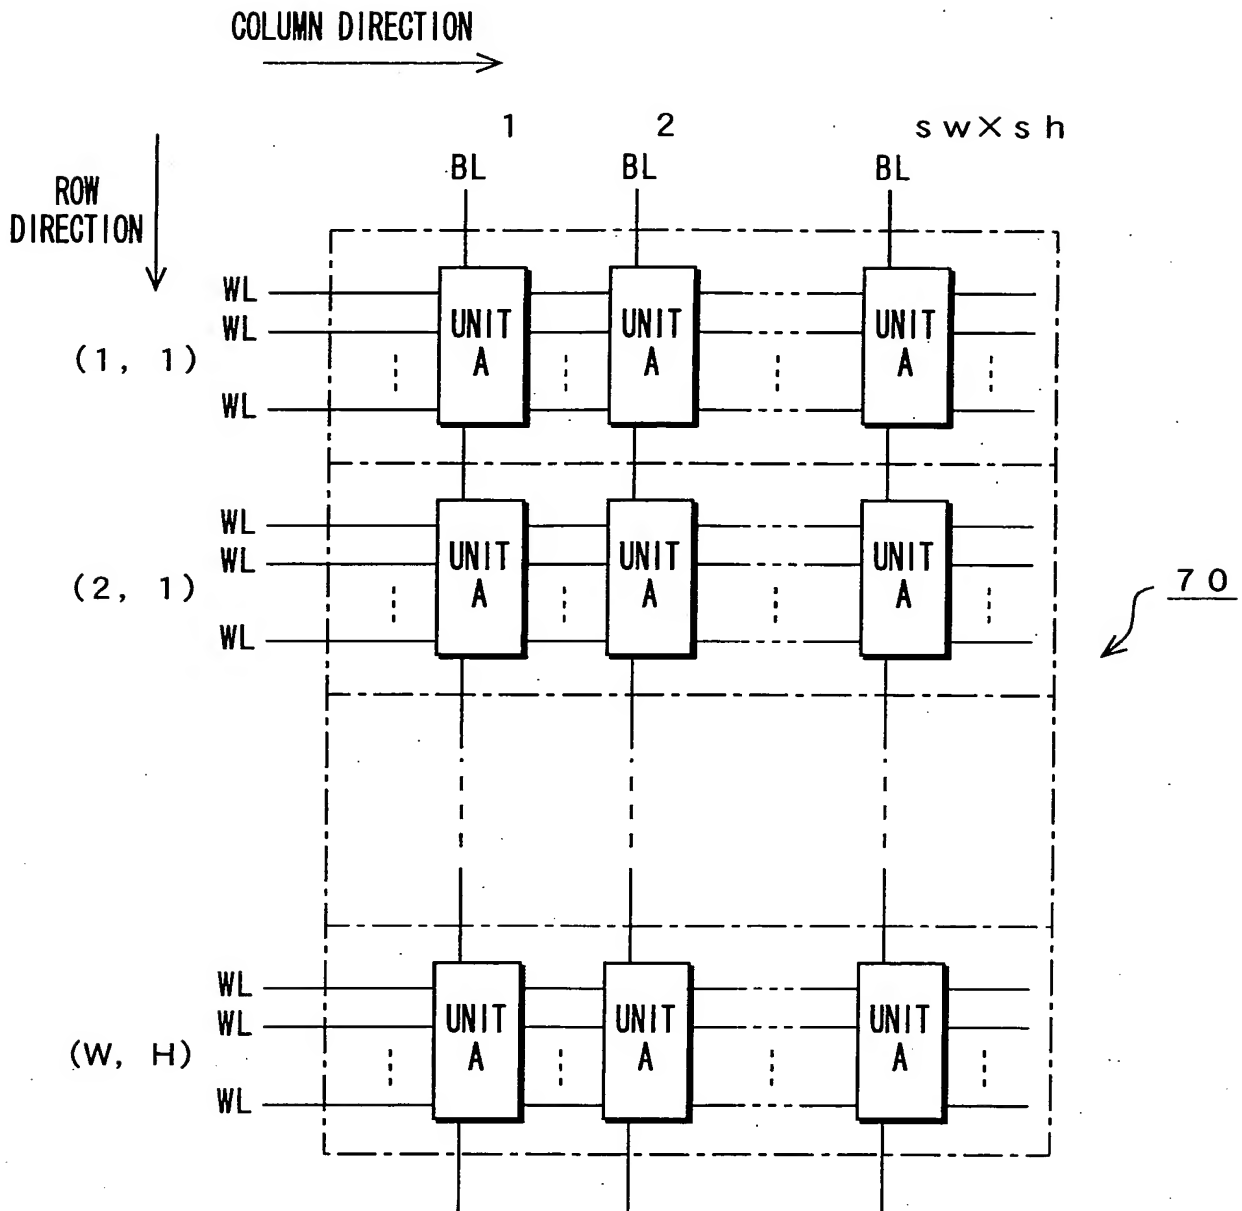 COLUMN DIRECTION
1 2 sw×sh
BL BL BL
ROW
DIRECTION
WL
WL
(1, 1)
WL
UNIT
A
UNIT
A
UNIT
A
WL
WL
(2, 1)
WL
UNIT
A
UNIT
A
UNIT
A
70
WL
WL
(W, H)
WL
UNIT
A
UNIT
A
UNIT
A